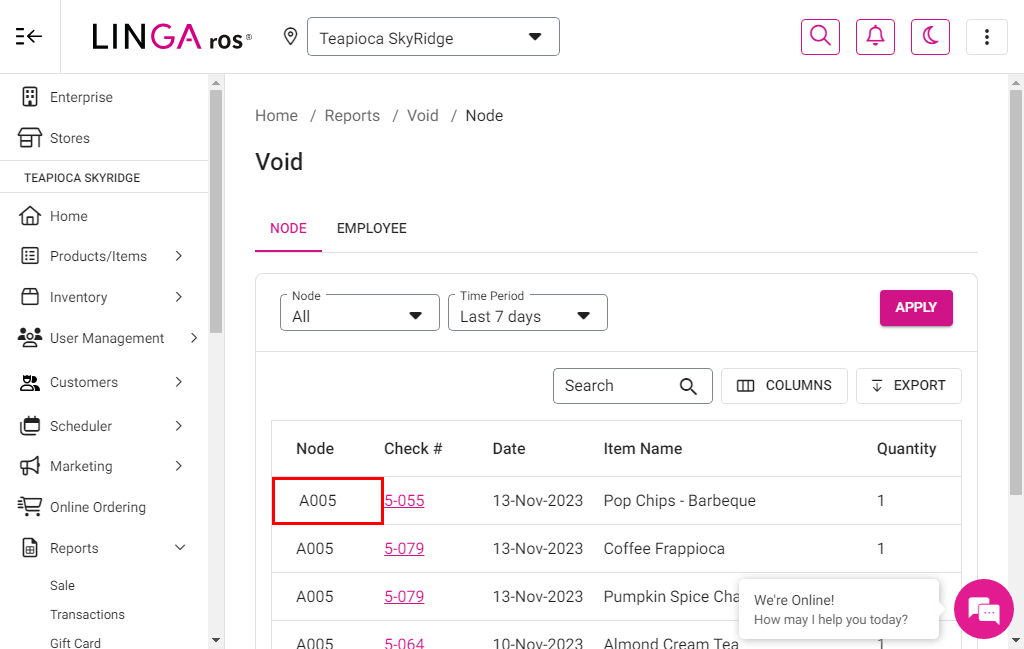 LINGA ros®
Teapioca SkyRidge
Enterprise
Stores
TEAPIOCA SKYRIDGE
Home
Products/Items
Inventory
User Management
Customers
Scheduler
Marketing
Online Ordering
Reports
Sale
Transactions
Gift Card
Home / Reports / Void / Node
Void
NODE EMPLOYEE
Node
All
Time Period
Last 7 days
APPLY
Search
COLUMNS
EXPORT
Node Check # Date Item Name Quantity
A005 5-055 13-Nov-2023 Pop Chips - Barbeque 1
A005 5-079 13-Nov-2023 Coffee Frappioca 1
A005 5-079 13-Nov-2023 Pumpkin Spice Cha
A005 5-064 10-Nov-2023 Almond Cream Tea 1
We're Online!
How may I help you today?